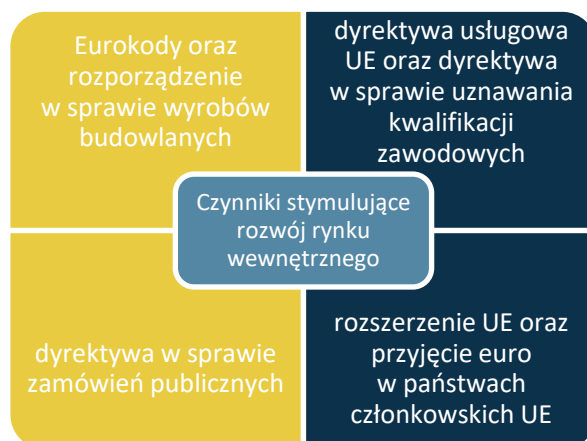 Eurokody oraz
rozporządzenie
w sprawie wyrobów
budowlanych
dyrektywa usługowa
UE oraz dyrektywa
w sprawie uznawania
kwalifikacji
zawodowych
Czynniki stymulujące
rozwój rynku
wewnętrznego
dyrektywa w sprawie
zamówień publicznych
rozszerzenie UE oraz
przyjęcie euro
w państwach
członkowskich UE